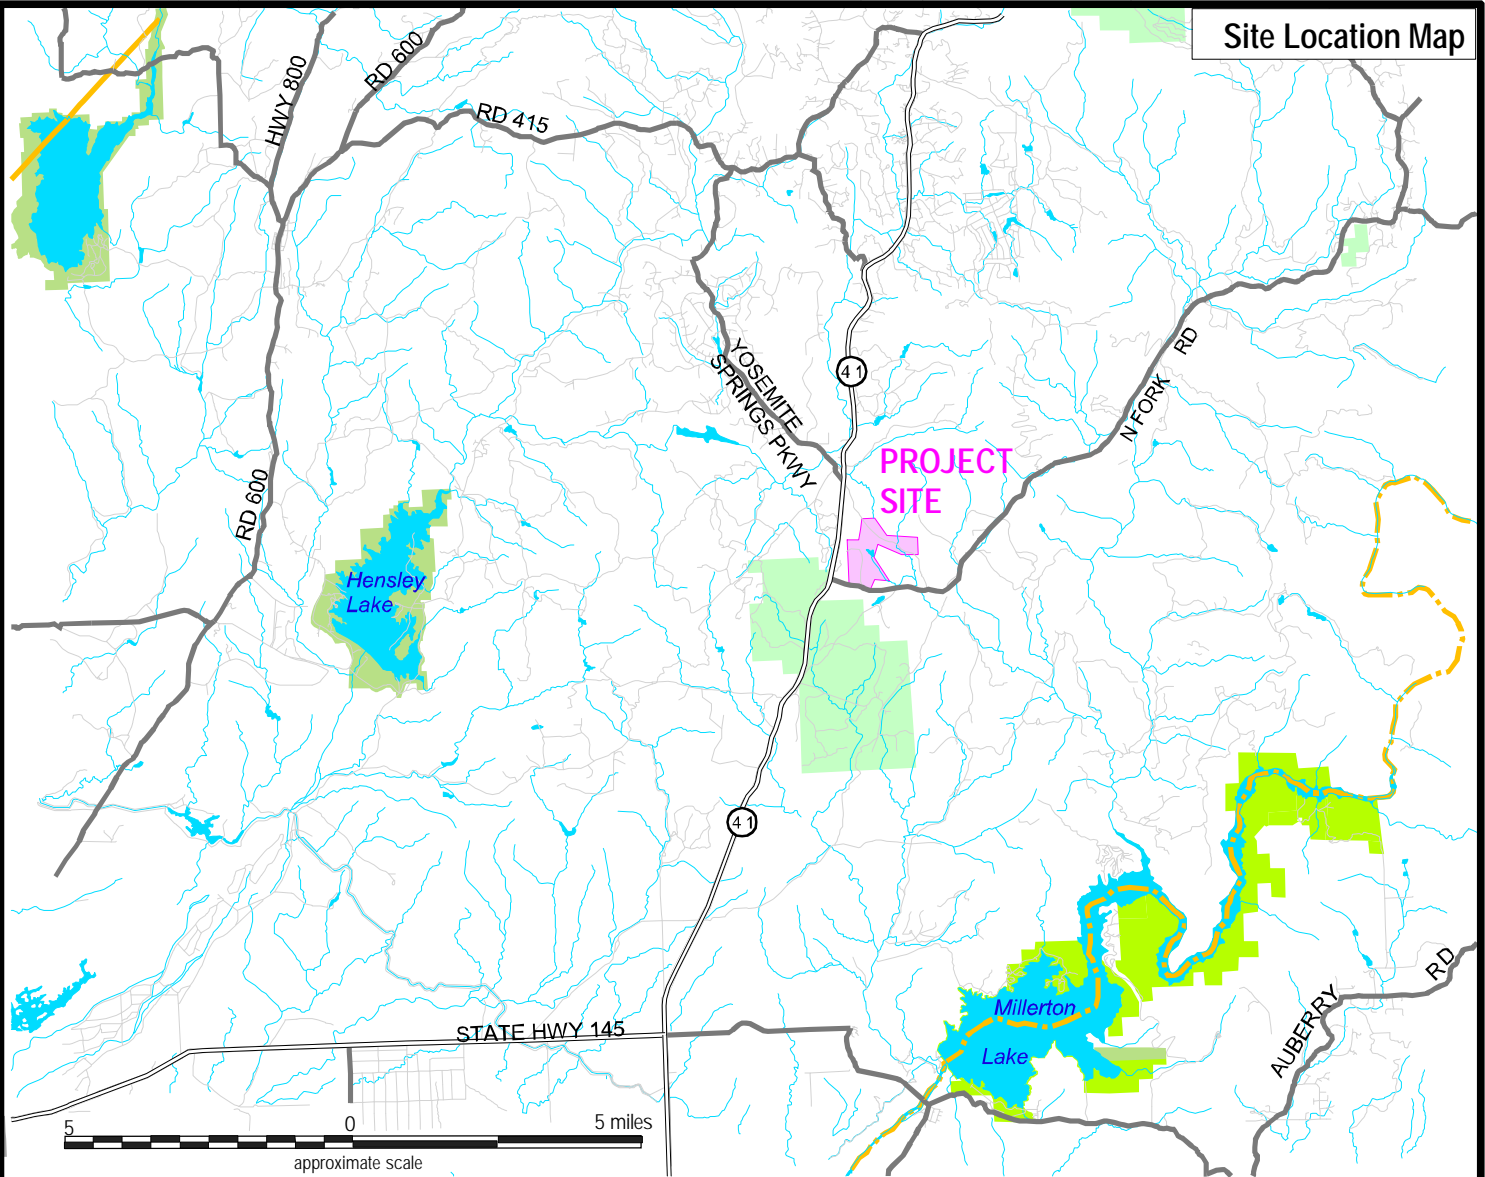 Site Location Map
HWY 800
RD 600
RD 415
YOSEMITE
SPRINGS PKWY
41
N FORK RD
PROJECT
SITE
RD 600
Hensley
Lake
41
Millerton
Lake
AUBERRY RD
STATE HWY 145
5 0 5 miles
approximate scale